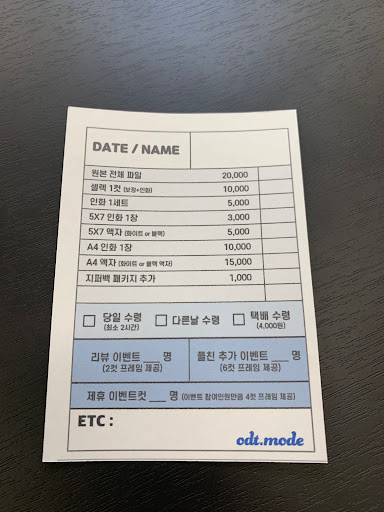 DATE / NAME
원본 전체 파일 20,000
셀렉 1컷 (보정+인화) 10,000
인화 1세트 5,000
5X7 인화 1장 3,000
5X7 액자 (화이트 or 블랙) 5,000
A4 인화 1장 10,000
A4 액자 (화이트 or 블랙 액자) 15,000
지퍼백 패키지 추가 1,000
당일 수령 다른날 수령 택배 수령
(최소 2시간) (4,000원)
리뷰 이벤트 ___ 명 플친 추가 이벤트 ___ 명
(2컷 프레임 제공) (6컷 프레임 제공)
제휴 이벤트컷 ___ 명 (이벤트 참여인원만큼 4컷 프레임 제공)
ETC :
odt.mode